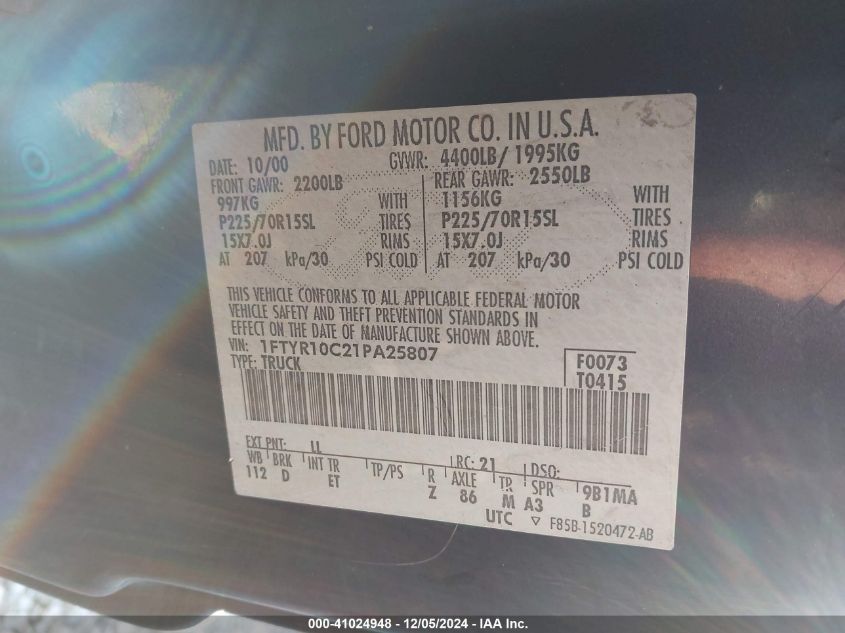 MFD. BY FORD MOTOR CO. IN U.S.A.
DATE: 10/00 GVWR: 4400LB/ 1995KG
FRONT GAWR: 2200LB REAR GAWR: 2550LB
997KG WITH 1156KG WITH
P225/70R15SL TIRES P225/70R15SL TIRES
15X7.0J RIMS 15X7.0J RIMS
AT 207 kPa/30 PSI COLD AT 207 kPa/30 PSI COLD
THIS VEHICLE CONFORMS TO ALL APPLICABLE FEDERAL MOTOR
VEHICLE SAFETY AND THEFT PREVENTION STANDARDS IN
EFFECT ON THE DATE OF MANUFACTURE SHOWN ABOVE.
VIN: 1FTYR10C21PA25807
TYPE: TRUCK
F0073
T0415
EXT PNT: LL RC: 21 DSO:
WB BRK INT TR TP/PS R AXLE TR SPR 9B1MA
112 D ET Z 86 M A3 B
UTC ▽ F85B-1520472-AB
000-41024948 - 12/05/2024 - IAA Inc.